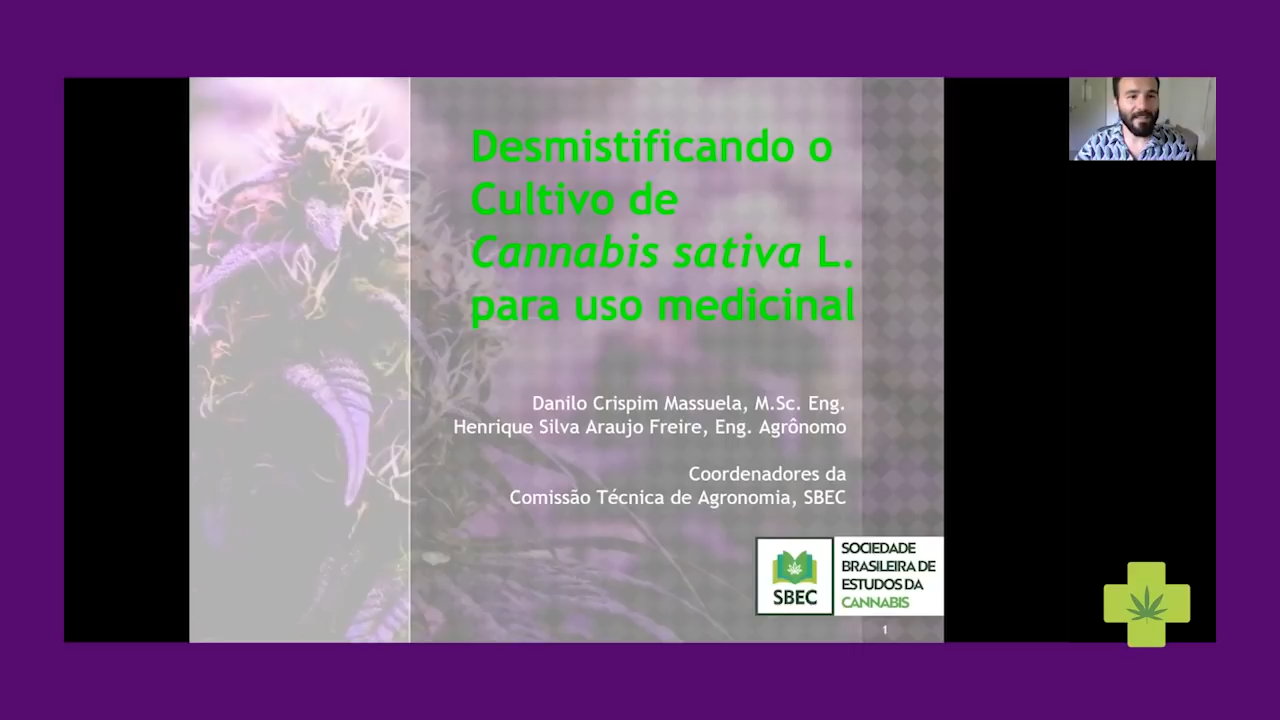 Desmistificando o
Cultivo de
Cannabis sativa L.
para uso medicinal
Danilo Crispim Massuela, M.Sc. Eng.
Henrique Silva Araujo Freire, Eng. Agrônomo
Coordenadores da
Comissão Técnica de Agronomia, SBEC
SBEC
SOCIEDADE
BRASILEIRA DE
ESTUDOS DA
CANNABIS
1